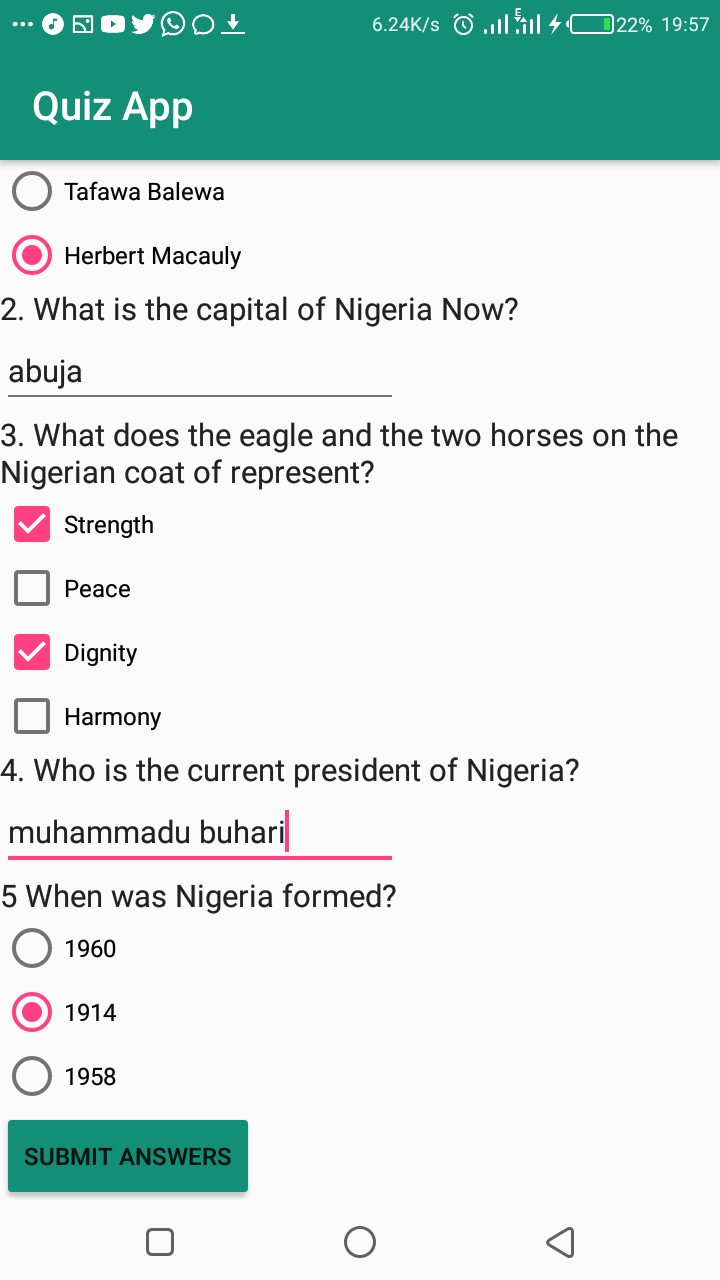 6.24K/s E 22% 19:57
Quiz App
Tafawa Balewa
Herbert Macauly
2. What is the capital of Nigeria Now?
abuja
3. What does the eagle and the two horses on the
Nigerian coat of represent?
Strength
Peace
Dignity
Harmony
4. Who is the current president of Nigeria?
muhammadu buhari
5 When was Nigeria formed?
1960
1914
1958
SUBMIT ANSWERS